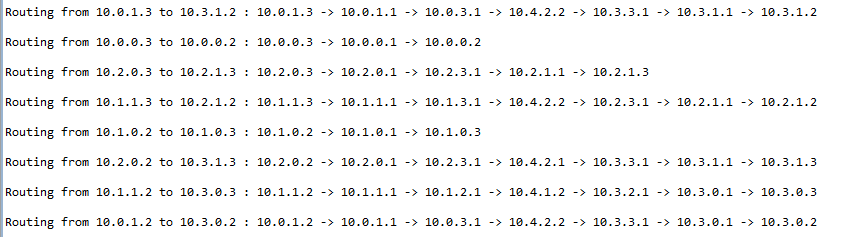 Routing from 10.0.1.3 to 10.3.1.2 : 10.0.1.3 -> 10.0.1.1 -> 10.0.3.1 -> 10.4.2.2 -> 10.3.3.1 -> 10.3.1.1 -> 10.3.1.2
Routing from 10.0.0.3 to 10.0.0.2 : 10.0.0.3 -> 10.0.0.1 -> 10.0.0.2
Routing from 10.2.0.3 to 10.2.1.3 : 10.2.0.3 -> 10.2.0.1 -> 10.2.3.1 -> 10.2.1.1 -> 10.2.1.3
Routing from 10.1.1.3 to 10.2.1.2 : 10.1.1.3 -> 10.1.1.1 -> 10.1.3.1 -> 10.4.2.2 -> 10.2.3.1 -> 10.2.1.1 -> 10.2.1.2
Routing from 10.1.0.2 to 10.1.0.3 : 10.1.0.2 -> 10.1.0.1 -> 10.1.0.3
Routing from 10.2.0.2 to 10.3.1.3 : 10.2.0.2 -> 10.2.0.1 -> 10.2.3.1 -> 10.4.2.1 -> 10.3.3.1 -> 10.3.1.1 -> 10.3.1.3
Routing from 10.1.1.2 to 10.3.0.3 : 10.1.1.2 -> 10.1.1.1 -> 10.1.2.1 -> 10.4.1.2 -> 10.3.2.1 -> 10.3.0.1 -> 10.3.0.3
Routing from 10.0.1.2 to 10.3.0.2 : 10.0.1.2 -> 10.0.1.1 -> 10.0.3.1 -> 10.4.2.2 -> 10.3.3.1 -> 10.3.0.1 -> 10.3.0.2